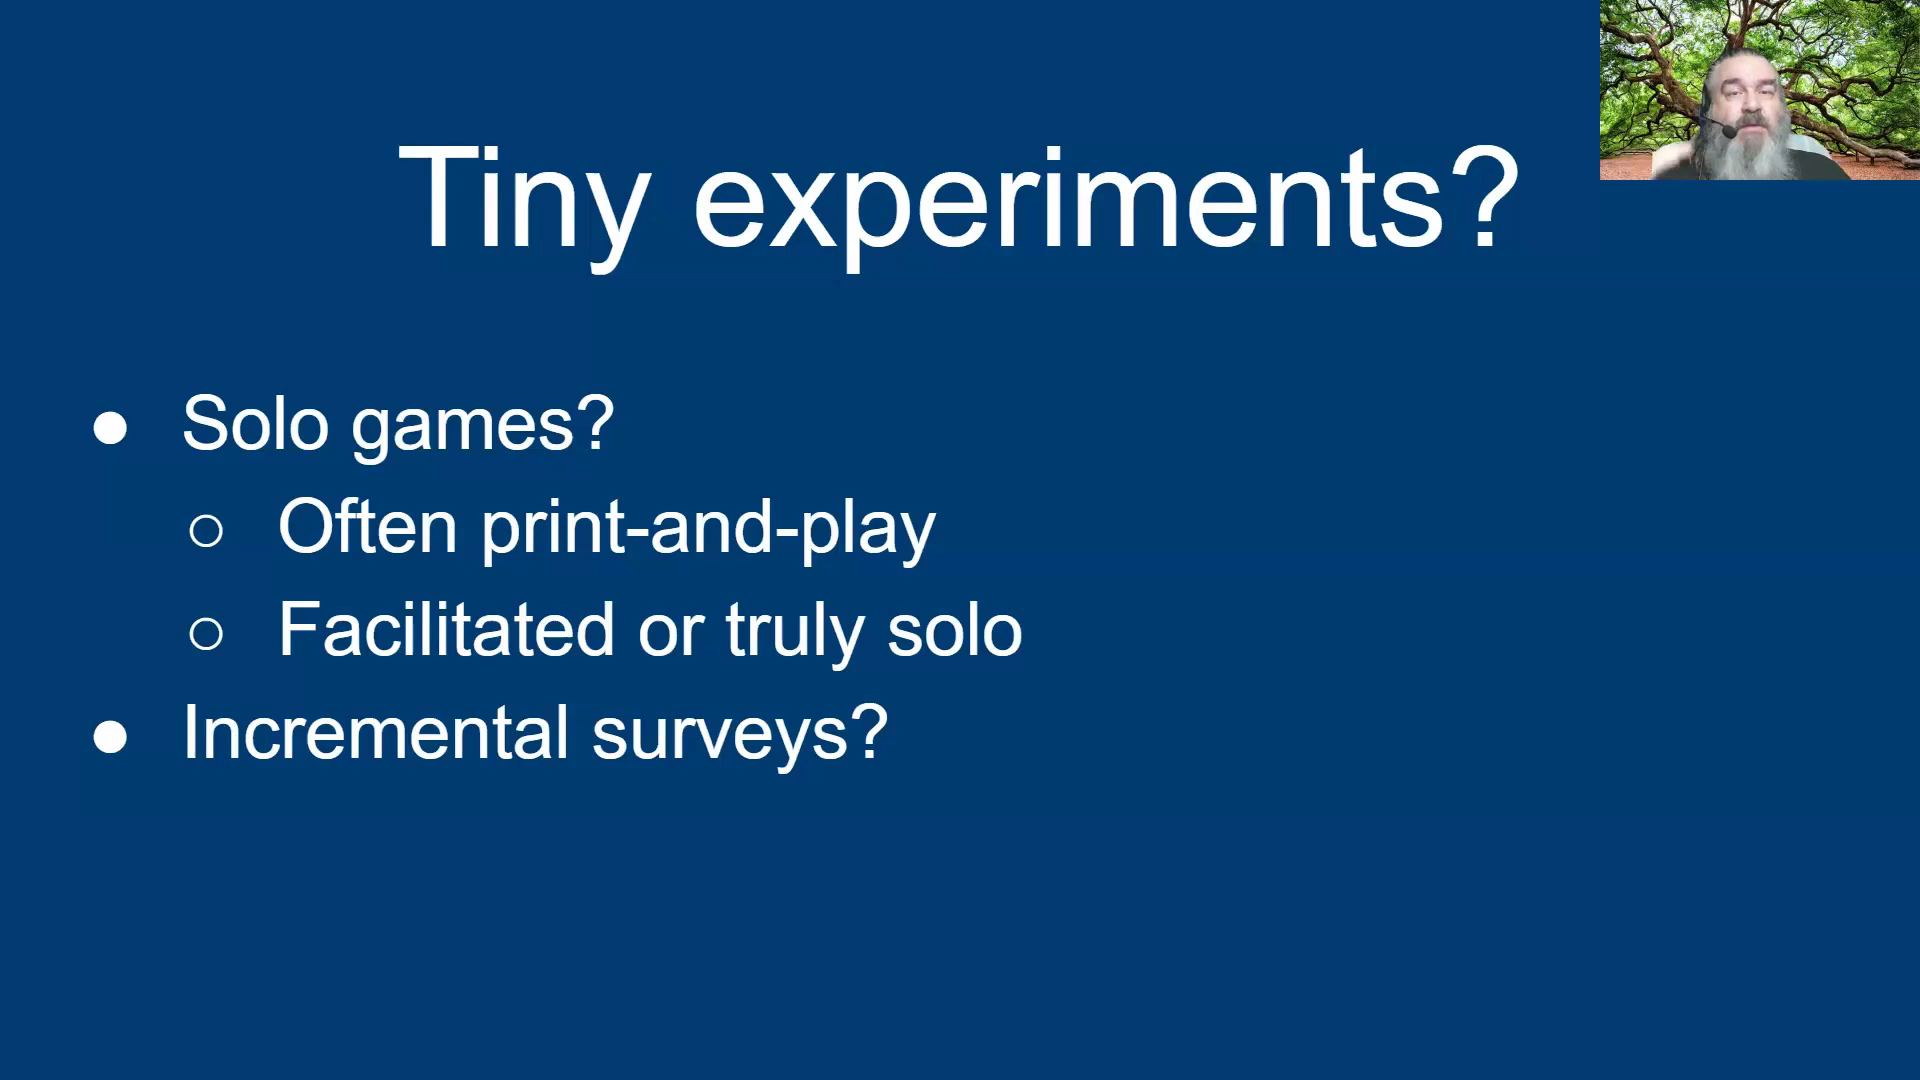 Tiny experiments?
● Solo games?
○ Often print-and-play
○ Facilitated or truly solo
● Incremental surveys?